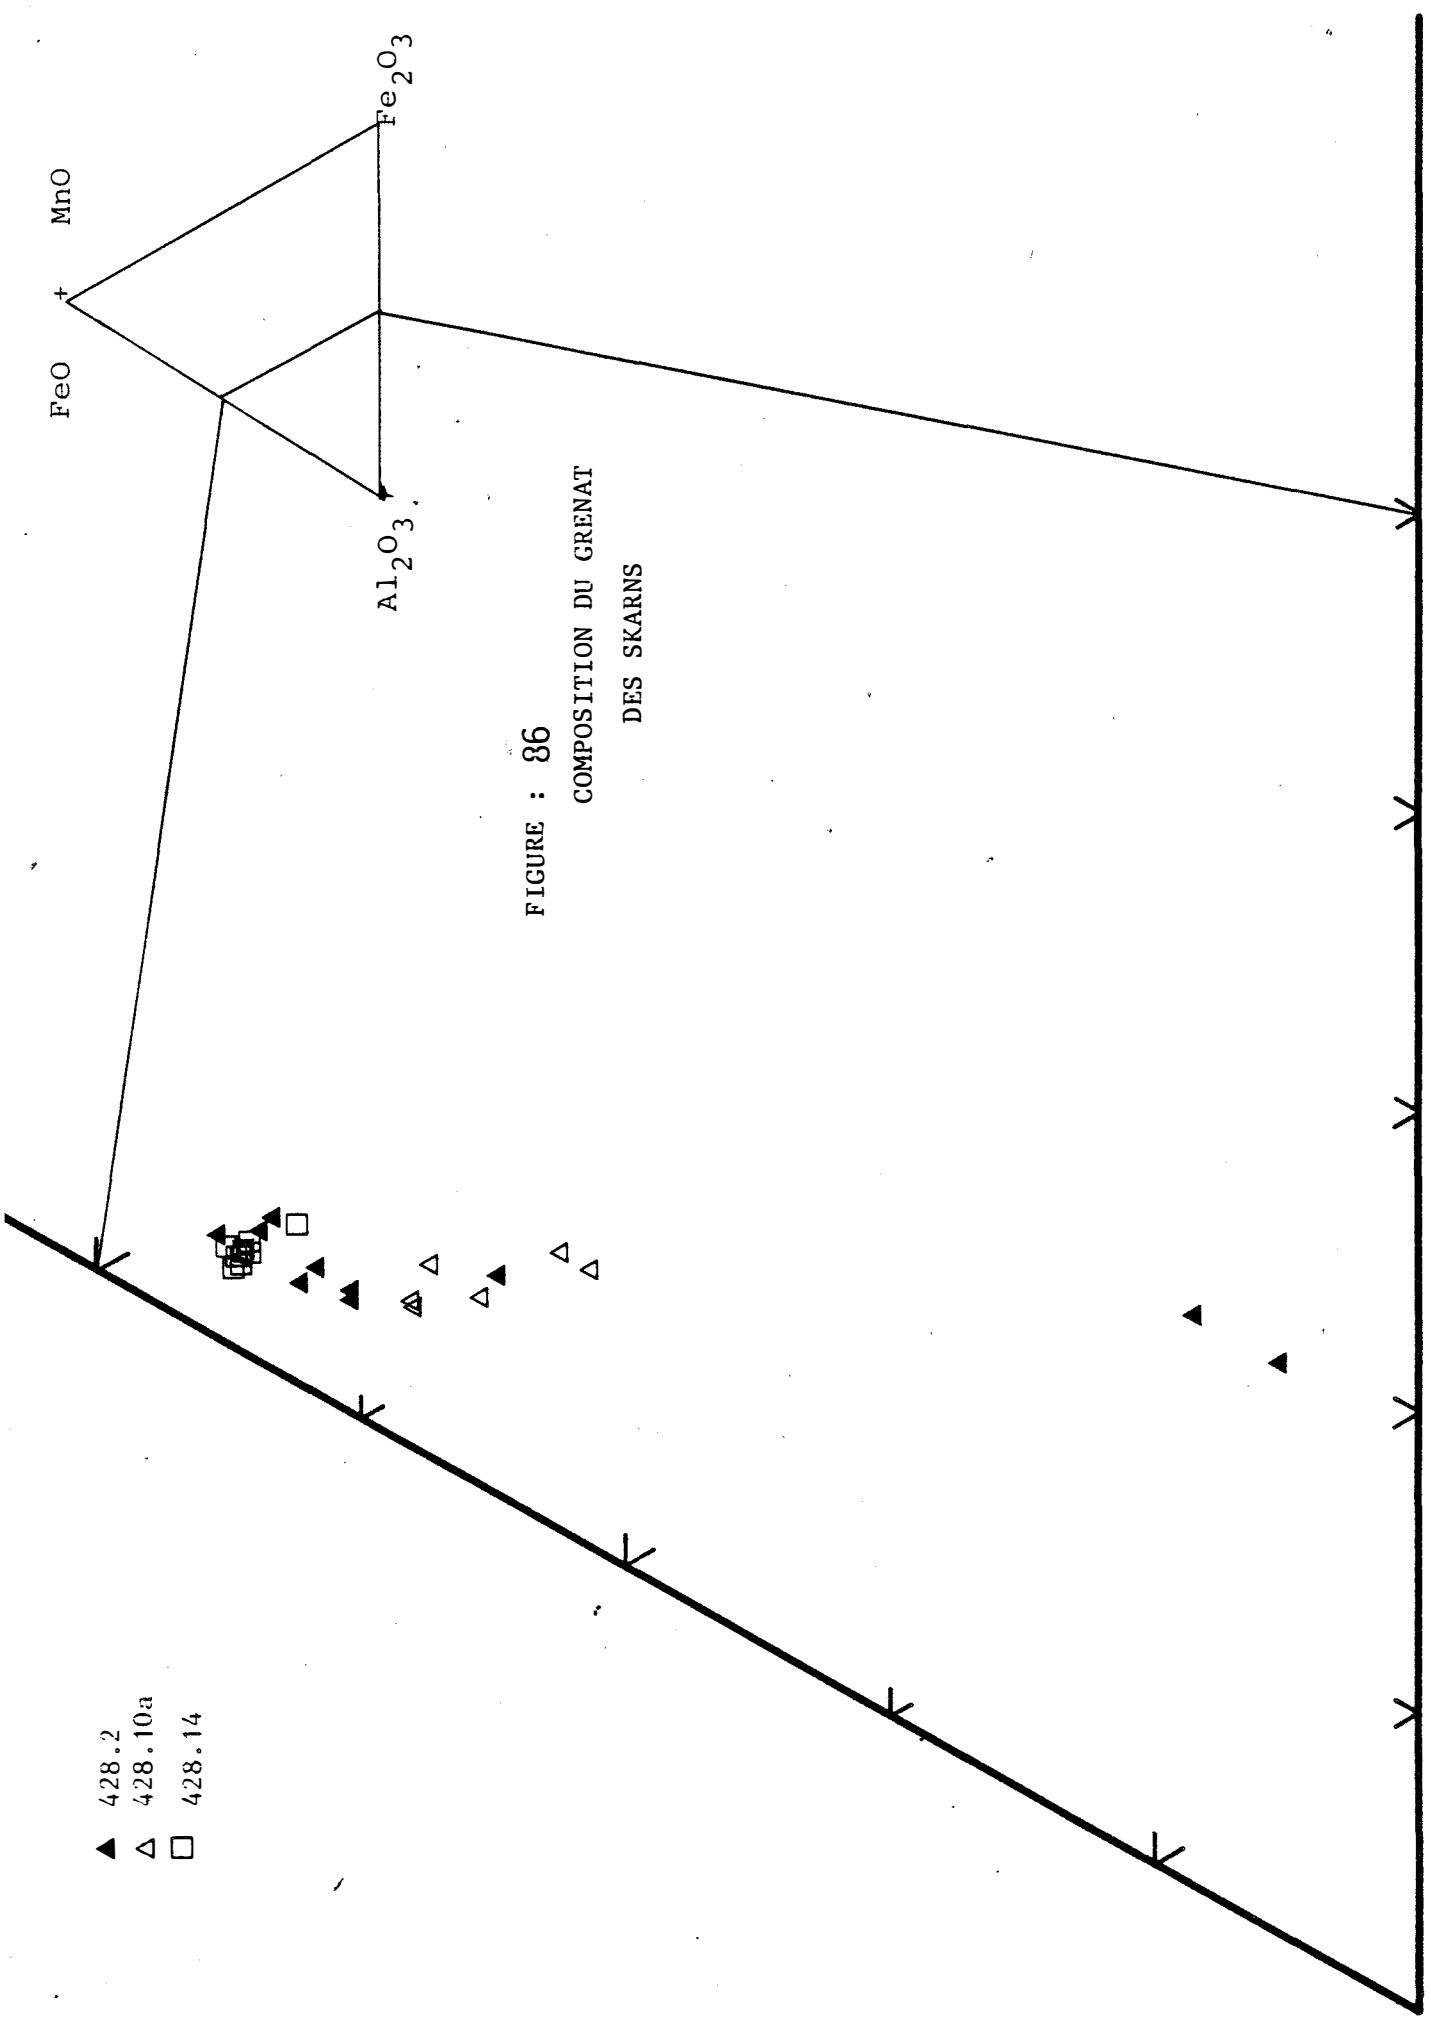 FeO + MnO
Fe2O3
Al2O3
FIGURE : 86
COMPOSITION DU GRENAT
DES SKARNS
▲ 428.2
△ 428.10a
□ 428.14